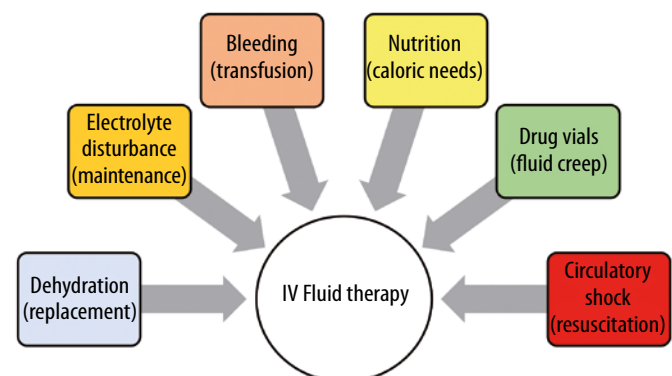 Bleeding
(transfusion)
Nutrition
(caloric needs)
Electrolyte
disturbance
(maintenance)
Drug vials
(fluid creep)
Dehydration
(replacement)
IV Fluid therapy
Circulatory
shock
(resuscitation)